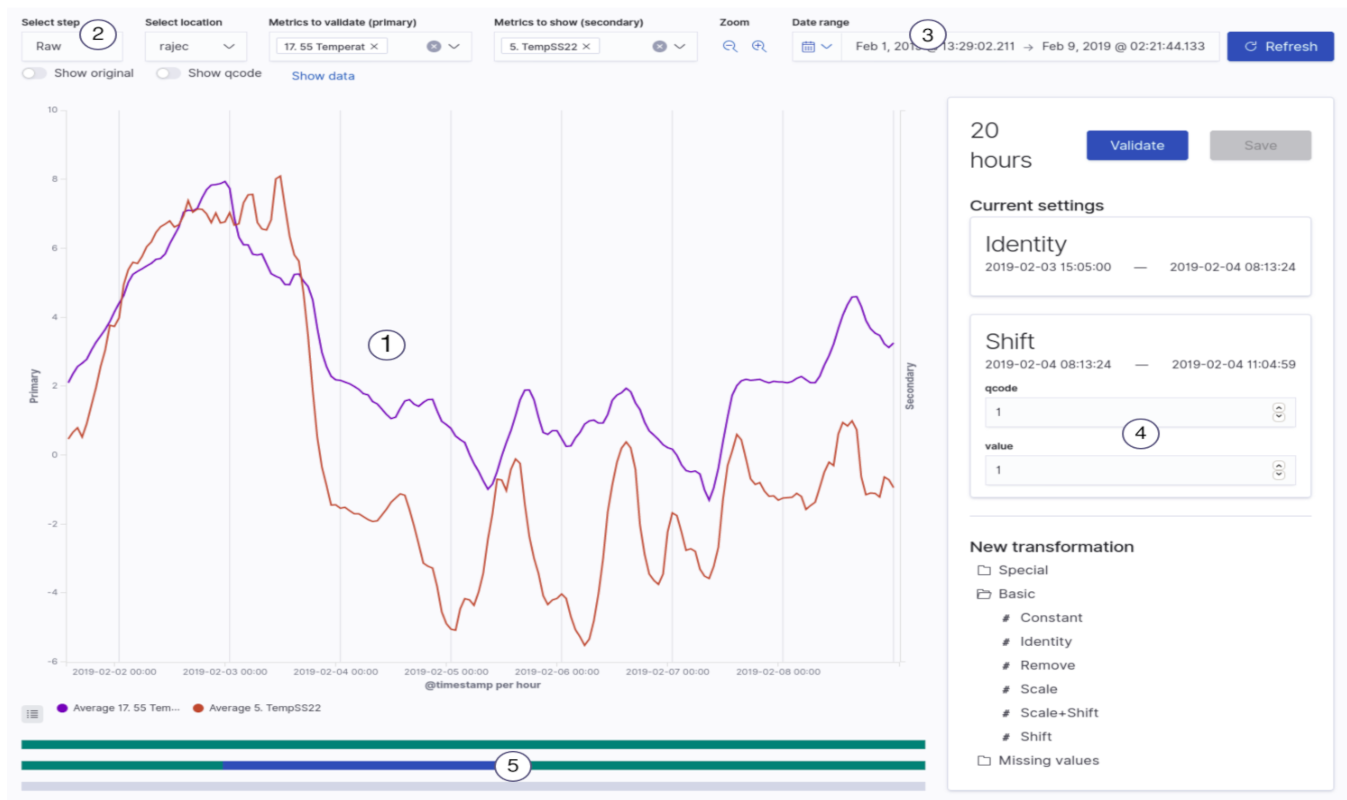 Select step Select location Metrics to validate (primary) Metrics to show (secondary) Zoom Date range
Raw 2 rajec 17. 55 Temperat × 5. TempSS22 × Feb 1, 2019 @ 13:29:02.211 → Feb 9, 2019 @ 02:21:44.133 3 Refresh
Show original Show qcode Show data
10
8
6
4
2
0
-2
-4
-6
Primary
Secondary
1
2019-02-02 00:00 2019-02-03 00:00 2019-02-04 00:00 2019-02-05 00:00 2019-02-06 00:00 2019-02-07 00:00 2019-02-08 00:00
@timestamp per hour
Average 17. 55 Tem... Average 5. TempSS22
5
20
hours
Validate Save
Current settings
Identity
2019-02-03 15:05:00 — 2019-02-04 08:13:24
Shift
2019-02-04 08:13:24 — 2019-02-04 11:04:59
qcode
1
4
value
1
New transformation
Special
Basic
# Constant
# Identity
# Remove
# Scale
# Scale+Shift
# Shift
Missing values